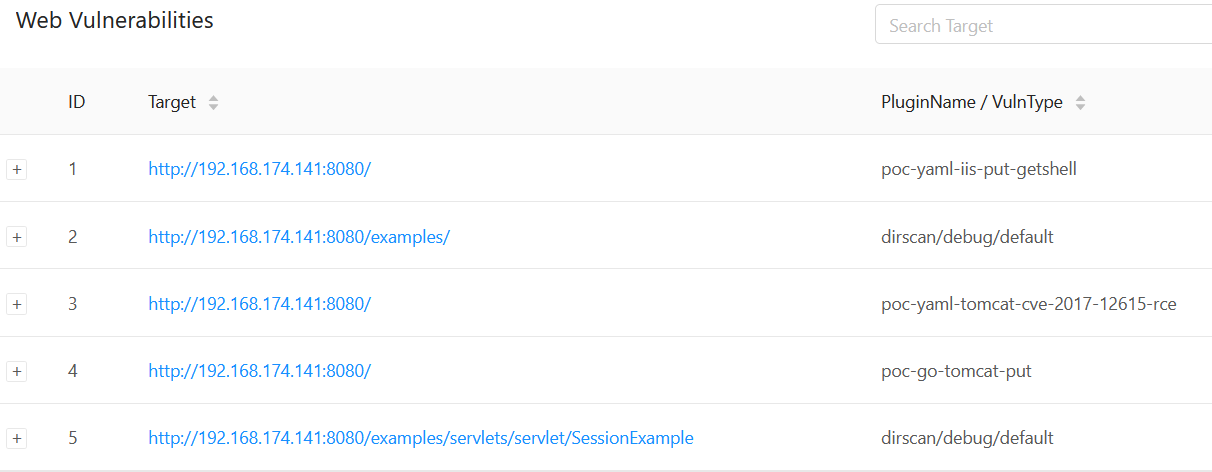 Web Vulnerabilities
Search Target
ID Target PluginName / VulnType
+ 1 http://192.168.174.141:8080/ poc-yaml-iis-put-getshell
+ 2 http://192.168.174.141:8080/examples/ dirscan/debug/default
+ 3 http://192.168.174.141:8080/ poc-yaml-tomcat-cve-2017-12615-rce
+ 4 http://192.168.174.141:8080/ poc-go-tomcat-put
+ 5 http://192.168.174.141:8080/examples/servlets/servlet/SessionExample dirscan/debug/default